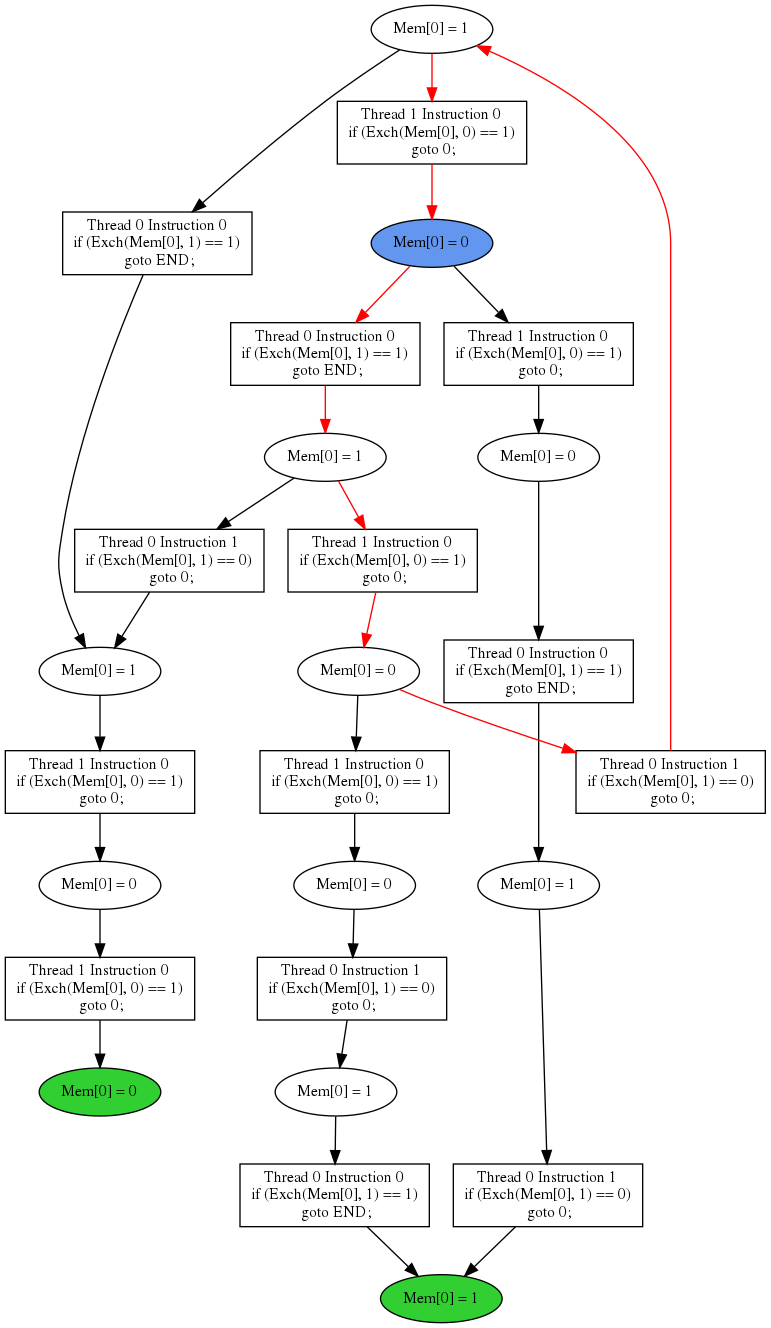 Mem[0] = 1
Thread 1 Instruction 0
if (Exch(Mem[0], 0) == 1)
goto 0;
Thread 0 Instruction 0
if (Exch(Mem[0], 1) == 1)
goto END;
Mem[0] = 0
Thread 0 Instruction 0
if (Exch(Mem[0], 1) == 1)
goto END;
Thread 1 Instruction 0
if (Exch(Mem[0], 0) == 1)
goto 0;
Mem[0] = 1
Mem[0] = 0
Thread 0 Instruction 1
if (Exch(Mem[0], 1) == 0)
goto 0;
Thread 1 Instruction 0
if (Exch(Mem[0], 0) == 1)
goto 0;
Mem[0] = 1
Mem[0] = 0
Thread 0 Instruction 0
if (Exch(Mem[0], 1) == 1)
goto END;
Thread 1 Instruction 0
if (Exch(Mem[0], 0) == 1)
goto 0;
Thread 1 Instruction 0
if (Exch(Mem[0], 0) == 1)
goto 0;
Thread 0 Instruction 1
if (Exch(Mem[0], 1) == 0)
goto 0;
Mem[0] = 0
Mem[0] = 0
Mem[0] = 1
Thread 1 Instruction 0
if (Exch(Mem[0], 0) == 1)
goto 0;
Thread 0 Instruction 1
if (Exch(Mem[0], 1) == 0)
goto 0;
Mem[0] = 0
Mem[0] = 1
Thread 0 Instruction 0
if (Exch(Mem[0], 1) == 1)
goto END;
Thread 0 Instruction 1
if (Exch(Mem[0], 1) == 0)
goto 0;
Mem[0] = 1